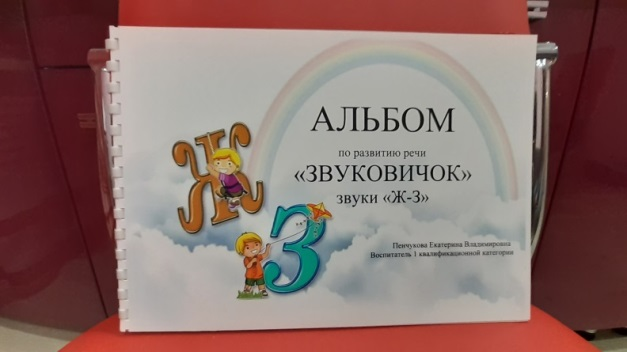 АЛЬБОМ
по развитию речи
«ЗВУКОВИЧОК»
звуки «Ж-З»
Ж
З
Пенчукова Екатерина Владимировна
Воспитатель 1 квалификационной категории